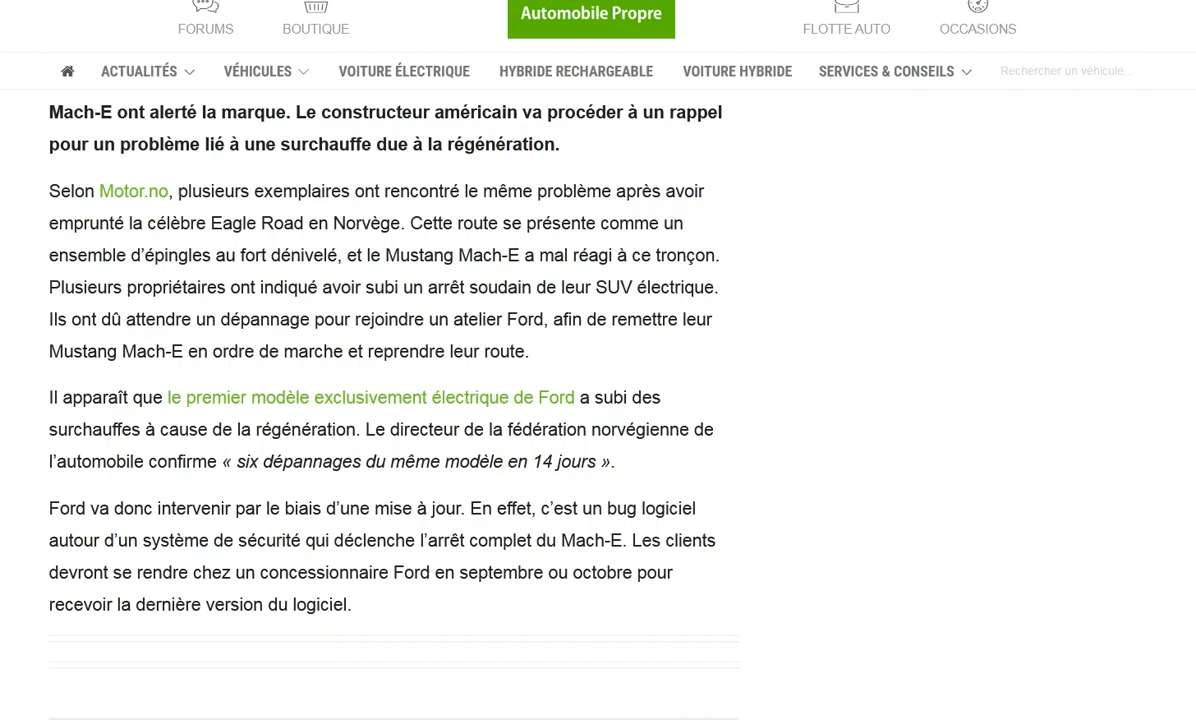 FORUMS
BOUTIQUE
Automobile Propre
FLOTTE AUTO
OCCASIONS
ACTUALITÉS
VÉHICULES
VOITURE ÉLECTRIQUE
HYBRIDE RECHARGEABLE
VOITURE HYBRIDE
SERVICES & CONSEILS
Rechercher un véhicule...
Mach-E ont alerté la marque. Le constructeur américain va procéder à un rappel
pour un problème lié à une surchauffe due à la régénération.
Selon Motor.no, plusieurs exemplaires ont rencontré le même problème après avoir
emprunté la célèbre Eagle Road en Norvège. Cette route se présente comme un
ensemble d’épingles au fort dénivelé, et le Mustang Mach-E a mal réagi à ce tronçon.
Plusieurs propriétaires ont indiqué avoir subi un arrêt soudain de leur SUV électrique.
Ils ont dû attendre un dépannage pour rejoindre un atelier Ford, afin de remettre leur
Mustang Mach-E en ordre de marche et reprendre leur route.
Il apparaît que le premier modèle exclusivement électrique de Ford a subi des
surchauffes à cause de la régénération. Le directeur de la fédération norvégienne de
l’automobile confirme « six dépannages du même modèle en 14 jours ».
Ford va donc intervenir par le biais d’une mise à jour. En effet, c’est un bug logiciel
autour d’un système de sécurité qui déclenche l’arrêt complet du Mach-E. Les clients
devront se rendre chez un concessionnaire Ford en septembre ou octobre pour
recevoir la dernière version du logiciel.